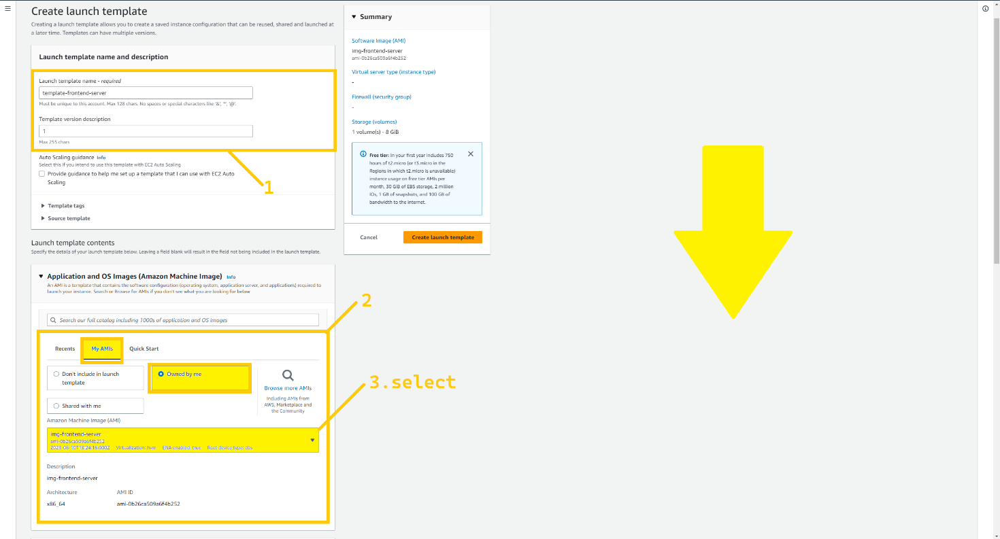 Create launch template
Creating a launch template allows you to create a saved instance configuration that can be reused, shared and launched at
a later time. Templates can have multiple versions.
Launch template name and description
Launch template name - required
template-frontend-server
Must be unique to this account. Max 128 chars. No spaces or special characters like '&', '*', '@'.
Template version description
1
Max 255 chars
Auto Scaling guidance Info
Select this if you intend to use this template with EC2 Auto Scaling
Provide guidance to help me set up a template that I can use with EC2 Auto
Scaling
1
Template tags
Source template
Launch template contents
Specify the details of your launch template below. Leaving a field blank will result in the field not being included in the launch template.
Application and OS Images (Amazon Machine Image) Info
An AMI is a template that contains the software configuration (operating system, application server, and applications) required to
launch your instance. Search or Browse for AMIs if you don't see what you are looking for below
2
Search our full catalog including 1000s of application and OS images
Recents
My AMIs
Quick Start
Don't include in launch
template
Owned by me
Shared with me
Browse more AMIs
Including AMIs from
AWS, Marketplace and
the Community
3.select
Amazon Machine Image (AMI)
img-frontend-server
ami-0b26ca509a6f4b252
2023-06-10T13:24:16.000Z Virtualization: hvm ENA enabled: true Root device type: ebs
Description
img-frontend-server
Architecture
AMI ID
x86_64
ami-0b26ca509a6f4b252
Summary
Software Image (AMI)
img-frontend-server
ami-0b26ca509a6f4b252
Virtual server type (instance type)
-
Firewall (security group)
-
Storage (volumes)
1 volume(s) - 8 GiB
Free tier: In your first year includes 750
hours of t2.micro (or t3.micro in the
Regions in which t2.micro is unavailable)
instance usage on free tier AMIs per
month, 30 GiB of EBS storage, 2 million
IOs, 1 GB of snapshots, and 100 GB of
bandwidth to the internet.
Cancel
Create launch template